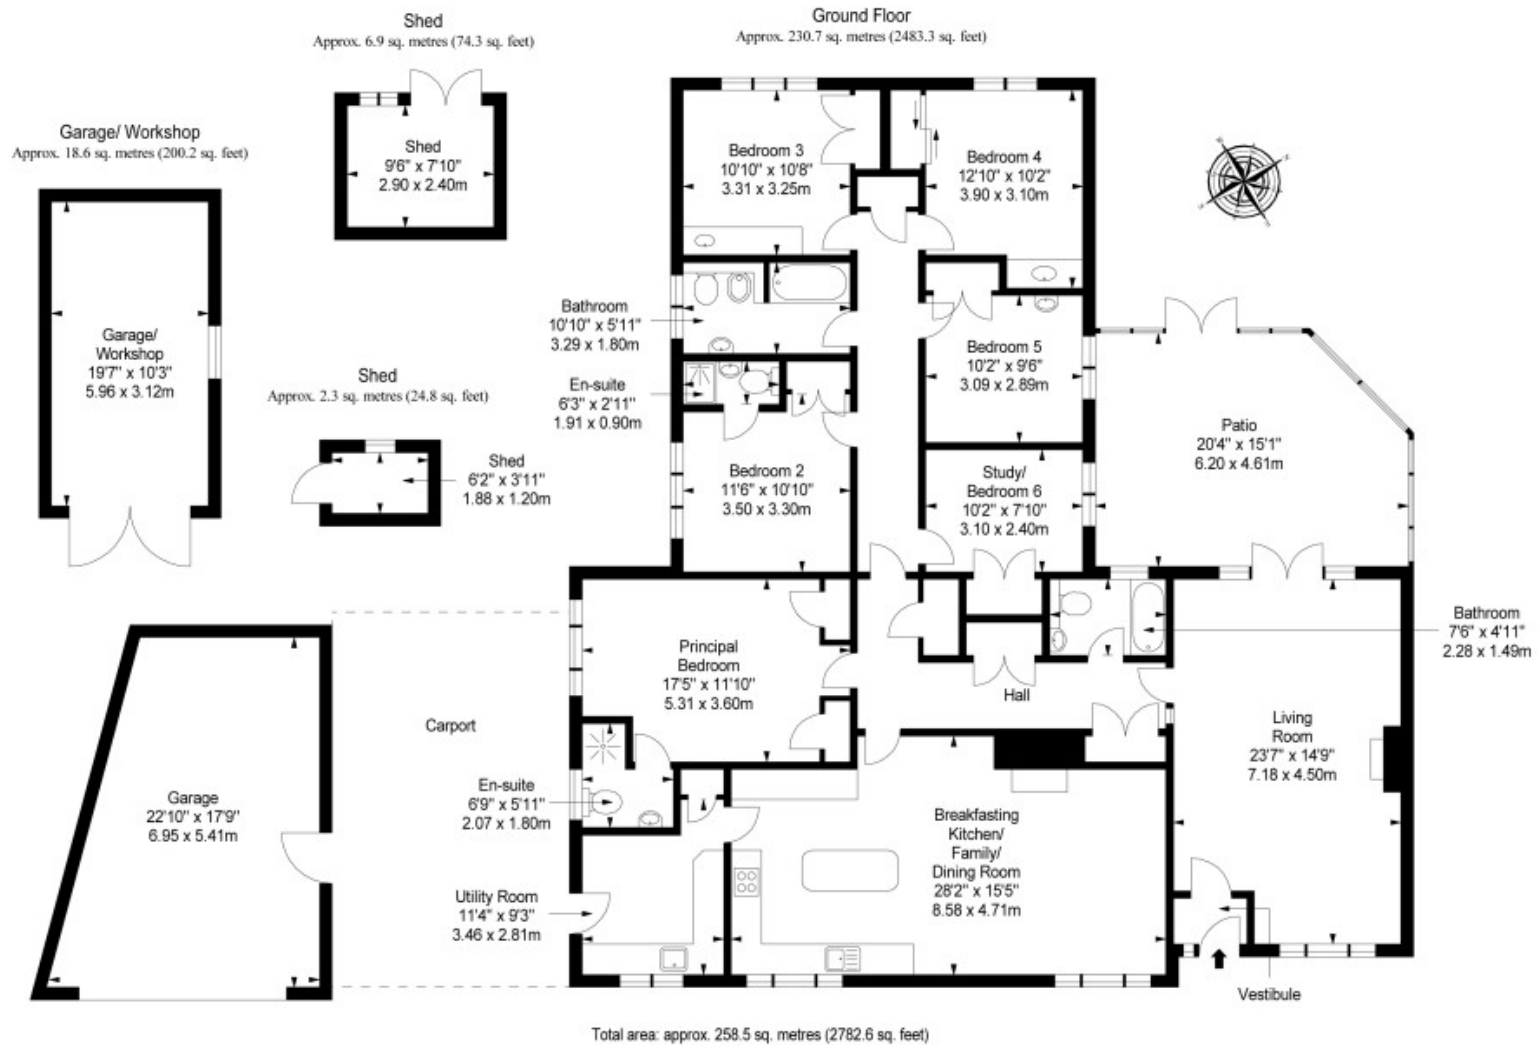 Shed
Approx. 6.9 sq. metres (74.3 sq. feet)
Ground Floor
Approx. 230.7 sq. metres (2483.3 sq. feet)
Garage/ Workshop
Approx. 18.6 sq. metres (200.2 sq. feet)
Shed
9'6" x 7'10"
2.90 x 2.40m
Bedroom 3
10'10" x 10'8"
3.31 x 3.25m
Bedroom 4
12'10" x 10'2"
3.90 x 3.10m
Garage/
Workshop
19'7" x 10'3"
5.96 x 3.12m
Bathroom
10'10" x 5'11"
3.29 x 1.80m
Bedroom 5
10'2" x 9'6"
3.09 x 2.89m
Shed
Approx. 2.3 sq. metres (24.8 sq. feet)
En-suite
6'3" x 2'11"
1.91 x 0.90m
Patio
20'4" x 15'1"
6.20 x 4.61m
Shed
6'2" x 3'11"
1.88 x 1.20m
Bedroom 2
11'6" x 10'10"
3.50 x 3.30m
Study/
Bedroom 6
10'2" x 7'10"
3.10 x 2.40m
Bathroom
7'6" x 4'11"
2.28 x 1.49m
Principal
Bedroom
17'5" x 11'10"
5.31 x 3.60m
Hall
Carport
Living
Room
23'7" x 14'9"
7.18 x 4.50m
Garage
22'10" x 17'9"
6.95 x 5.41m
En-suite
6'9" x 5'11"
2.07 x 1.80m
Breakfasting
Kitchen/
Family/
Dining Room
28'2" x 15'5"
8.58 x 4.71m
Utility Room
11'4" x 9'3"
3.46 x 2.81m
Vestibule
Total area: approx. 258.5 sq. metres (2782.6 sq. feet)